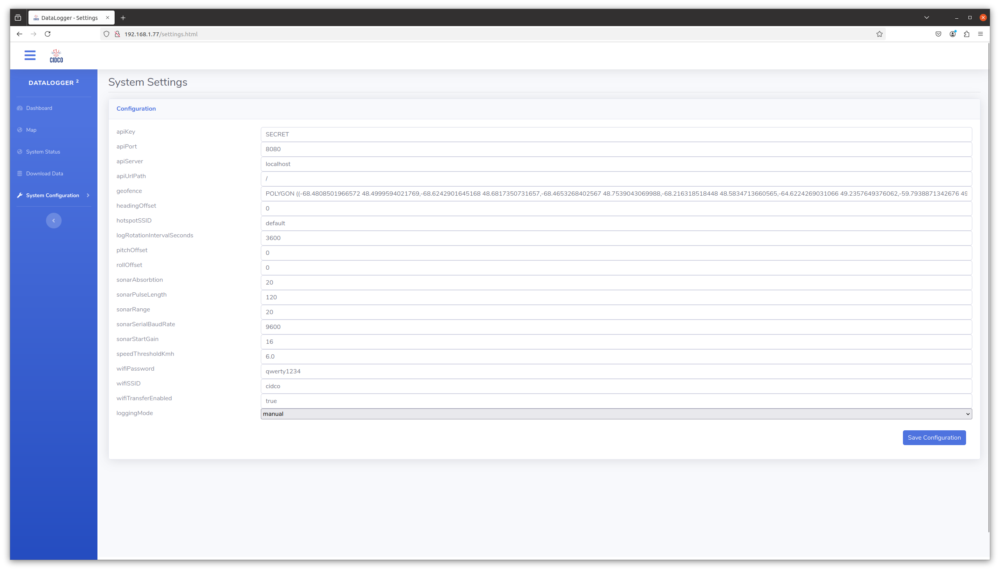 DataLogger - Settings
192.168.1.77/settings.html
CIDCO
DATALOGGER 2
Dashboard
Map
System Status
Download Data
System Configuration
System Settings
Configuration
apiKey SECRET
apiPort 8080
apiServer localhost
apiUrlPath /
geofence POLYGON ((-68.4808501966572 48.4999594021769,-68.6242901645168 48.6817350731657,-68.4653268402567 48.7539043069988,-68.216318518448 48.5834713660565,-64.6224269031066 49.2357649376062,-59.7938871342676 49
headingOffset 0
hotspotSSID default
logRotationIntervalSeconds 3600
pitchOffset 0
rollOffset 0
sonarAbsorbtion 20
sonarPulseLength 120
sonarRange 20
sonarSerialBaudRate 9600
sonarStartGain 16
speedThresholdKmh 6.0
wifiPassword qwerty1234
wifiSSID cidco
wifiTransferEnabled true
loggingMode manual
Save Configuration